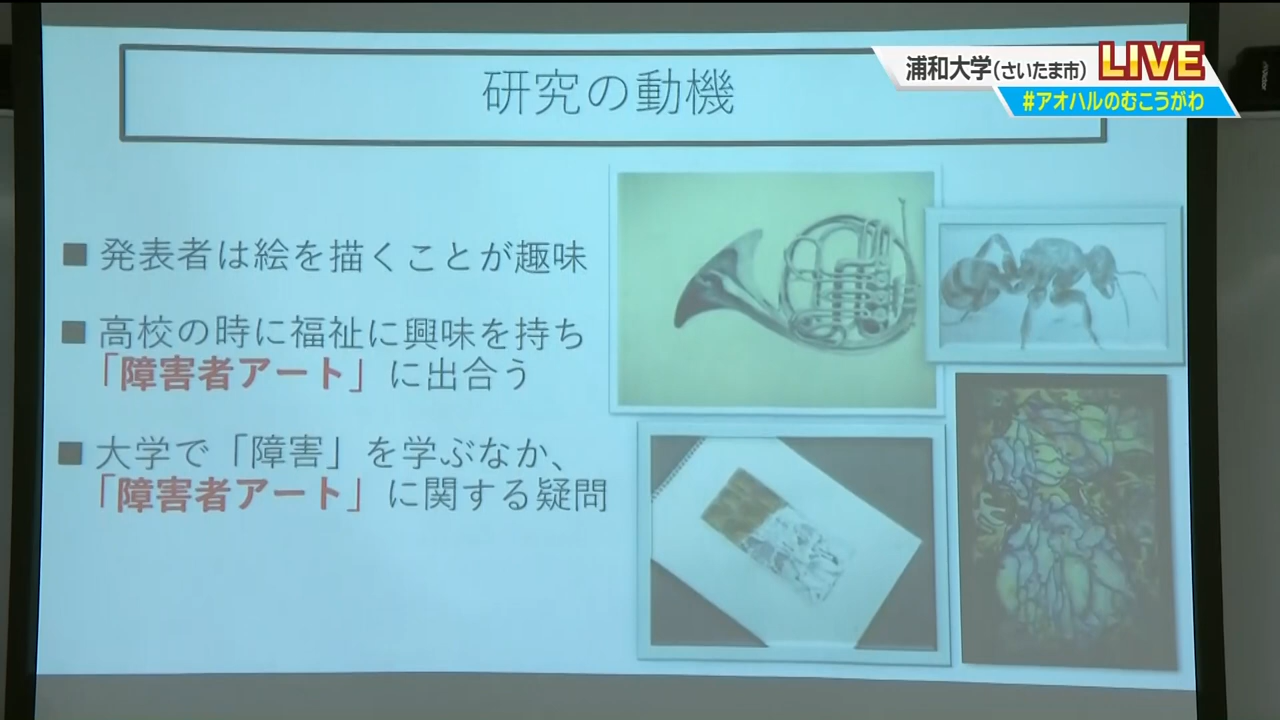 研究の動機
浦和大学(さいたま市) LIVE
#アオハルのむこうがわ
■ 発表者は絵を描くことが趣味
■ 高校の時に福祉に興味を持ち
「障害者アート」に出合う
■ 大学で「障害」を学ぶなか、
「障害者アート」に関する疑問